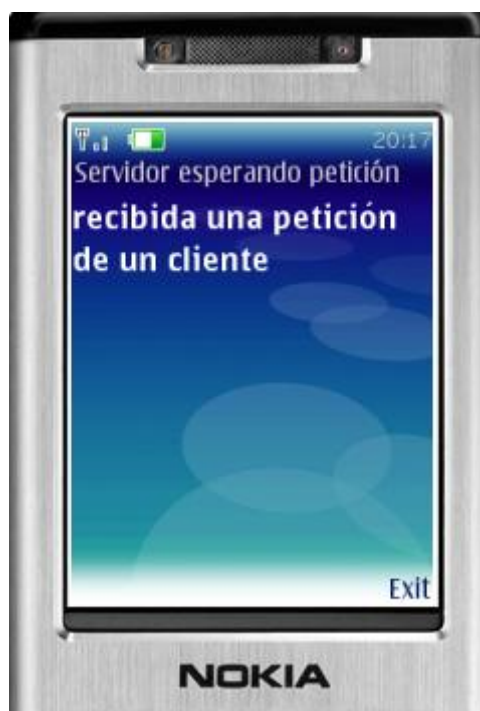 20:17
Servidor esperando petición
recibida una petición
de un cliente
Exit
NOKIA